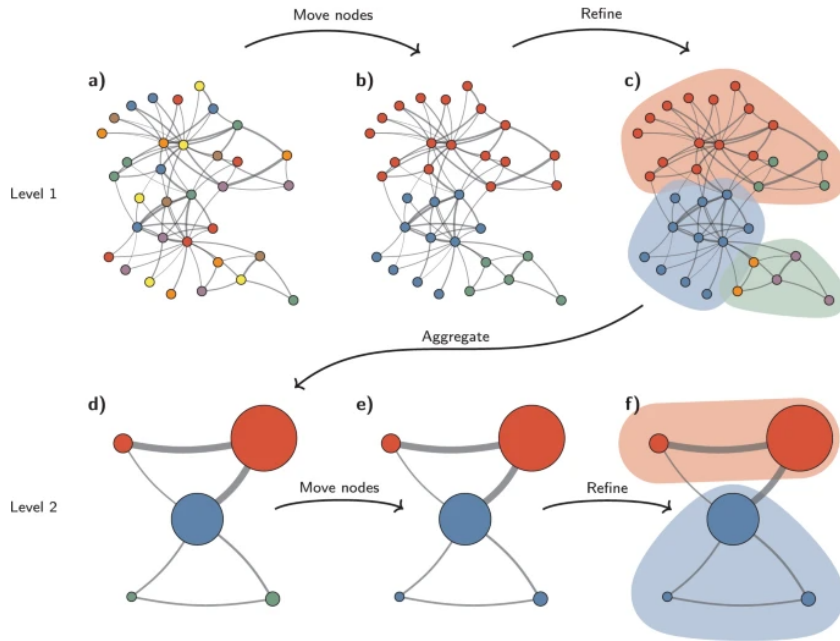 Move nodes
Refine
a)
b)
c)
Level 1
Aggregate
d)
e)
f)
Move nodes
Refine
Level 2